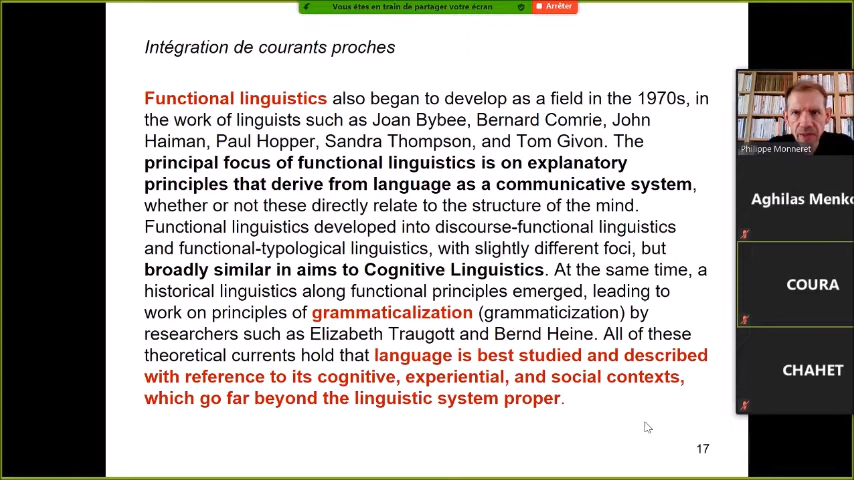 Vous êtes en train de partager votre écran
Arrêter
Intégration de courants proches
Functional linguistics also began to develop as a field in the 1970s, in
the work of linguists such as Joan Bybee, Bernard Comrie, John
Haiman, Paul Hopper, Sandra Thompson, and Tom Givon. The
principal focus of functional linguistics is on explanatory
principles that derive from language as a communicative system,
whether or not these directly relate to the structure of the mind.
Functional linguistics developed into discourse-functional linguistics
and functional-typological linguistics, with slightly different foci, but
broadly similar in aims to Cognitive Linguistics. At the same time, a
historical linguistics along functional principles emerged, leading to
work on principles of grammaticalization (grammaticization) by
researchers such as Elizabeth Traugott and Bernd Heine. All of these
theoretical currents hold that language is best studied and described
with reference to its cognitive, experiential, and social contexts,
which go far beyond the linguistic system proper.
17
Philippe Monneret
Aghilas Menko
COURA
CHAHET